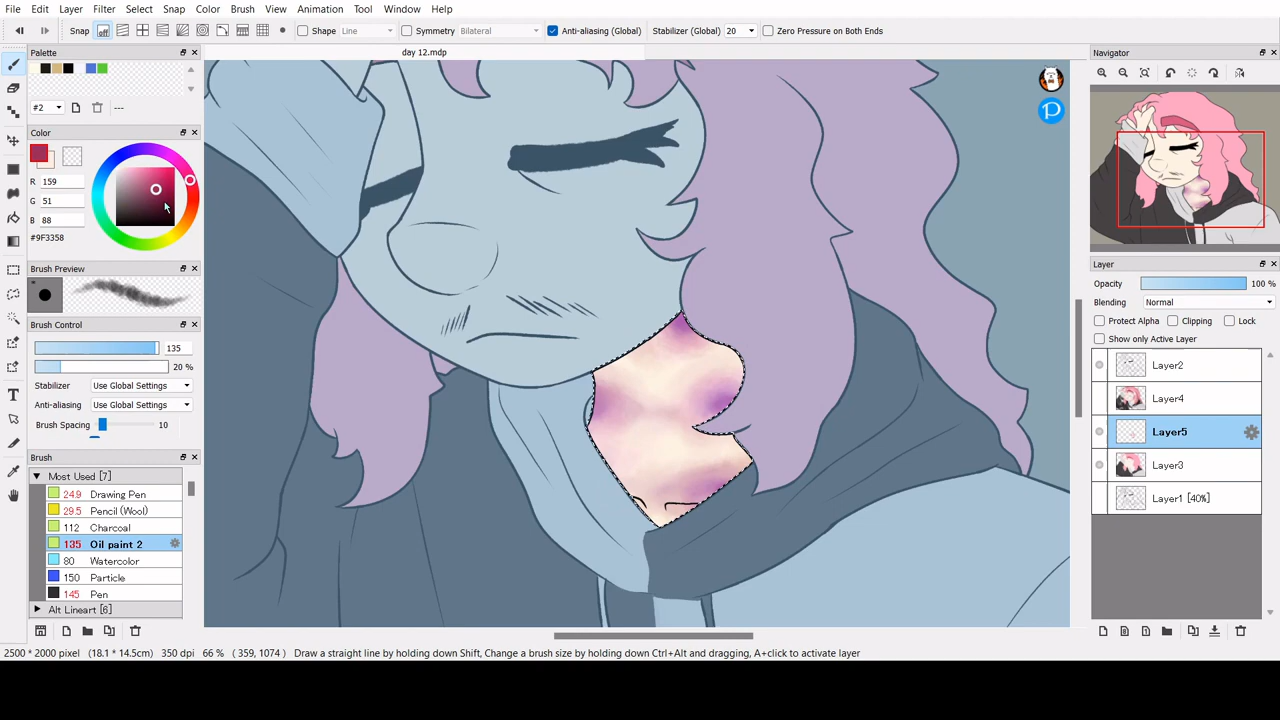 File Edit Layer Filter Select Snap Color Brush View Animation Tool Window Help
Snap Shape Line Symmetry Bilateral Anti-aliasing (Global) Stabilizer (Global) 20 Zero Pressure on Both Ends
Palette
day 12.mdp
Navigator
#2
---
Color
R 159
G 51
B 88
#9F3358
Brush Preview
Brush Control
135
20 %
Stabilizer Use Global Settings
Anti-aliasing Use Global Settings
Brush Spacing 10
Brush
Most Used [7]
24.9 Drawing Pen
29.5 Pencil (Wool)
112 Charcoal
135 Oil paint 2
80 Watercolor
150 Particle
145 Pen
Alt Lineart [6]
Layer
Opacity 100 %
Blending Normal
Protect Alpha Clipping Lock
Show only Active Layer
Layer2
Layer4
Layer5
Layer3
Layer1 [40%]
2500 * 2000 pixel (18.1 * 14.5cm) 350 dpi 66 % ( 359, 1074 ) Draw a straight line by holding down Shift, Change a brush size by holding down Ctrl+Alt and dragging, A+click to activate layer